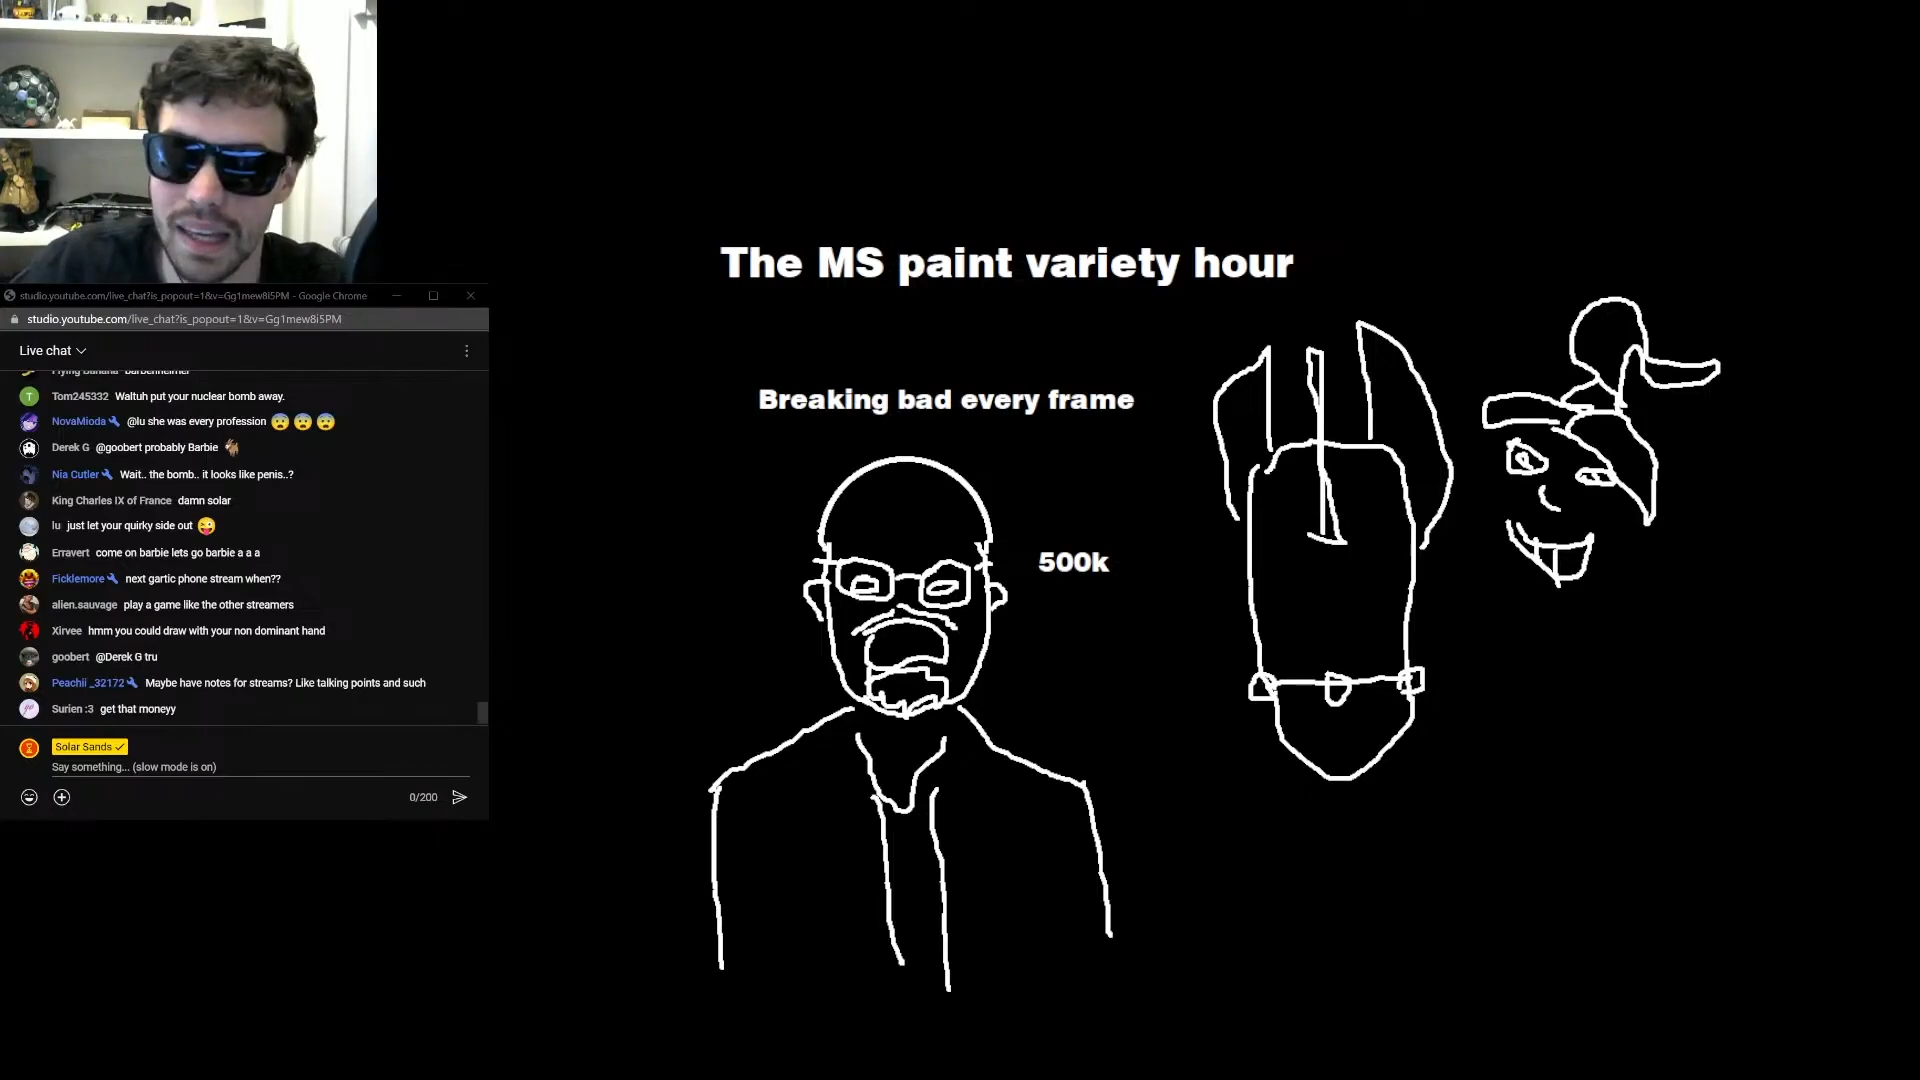 studio.youtube.com/live_chat?is_popout=1&v=Gg1mew8i5PM - Google Chrome
studio.youtube.com/live_chat?is_popout=1&v=Gg1mew8i5PM
Live chat
Flying Banana barbenheimer
Tom245332 Waltuh put your nuclear bomb away.
NovaMioda @lu she was every profession 😨 😨 😨
Derek G @goobert probably Barbie
Nia Cutler Wait.. the bomb.. it looks like penis..?
King Charles IX of France damn solar
lu just let your quirky side out 😜
Erravert come on barbie lets go barbie a a a
Ficklemore next gartic phone stream when??
alien.sauvage play a game like the other streamers
Xirvee hmm you could draw with your non dominant hand
goobert @Derek G tru
Peachii _32172 Maybe have notes for streams? Like talking points and such
Surien :3 get that moneyy
Solar Sands
Say something... (slow mode is on)
0/200
The MS paint variety hour
Breaking bad every frame
500k